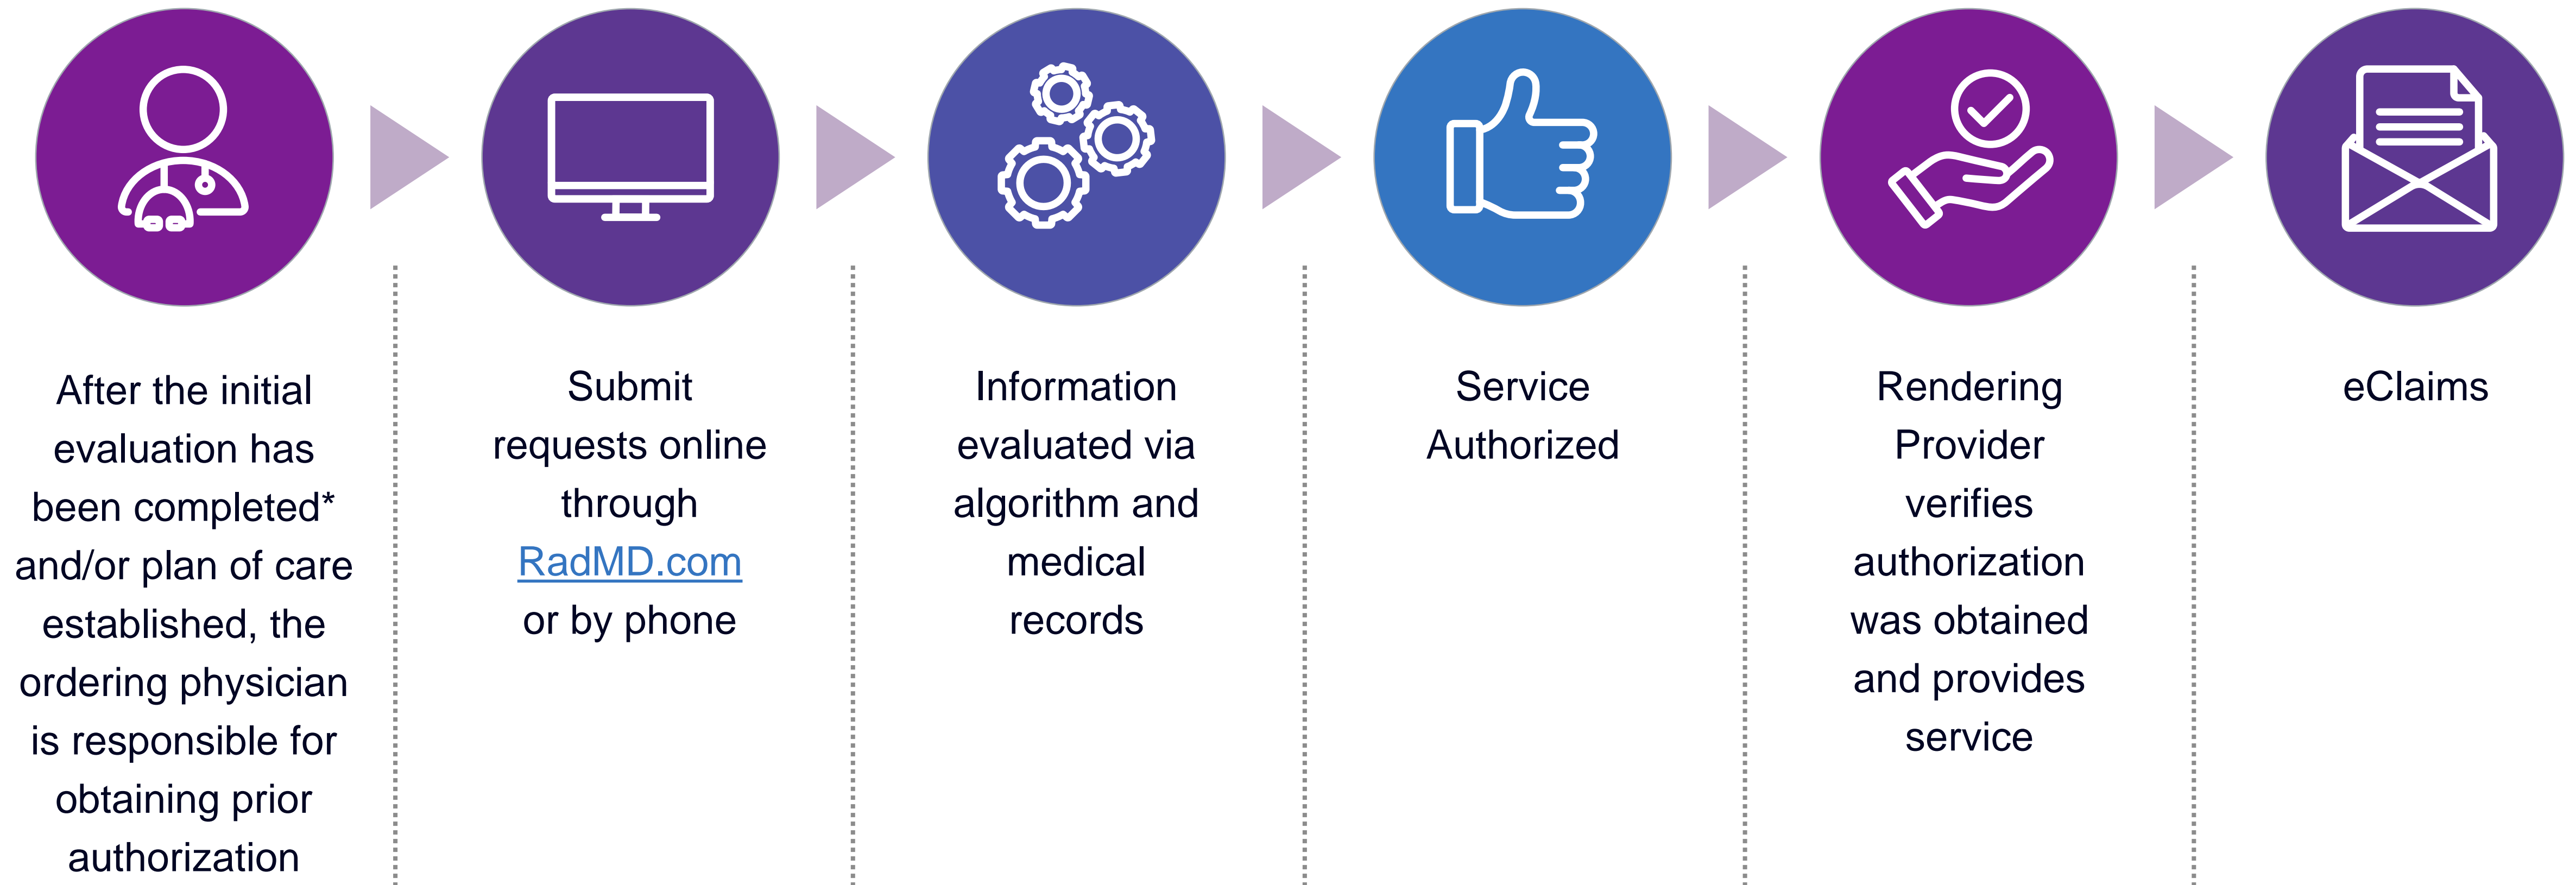 After the initial
evaluation has
been completed*
and/or plan of care
established, the
ordering physician
is responsible for
obtaining prior
authorization
Submit
requests online
through
RadMD.com
or by phone
Information
evaluated via
algorithm and
medical
records
Service
Authorized
Rendering
Provider
verifies
authorization
was obtained
and provides
service
eClaims